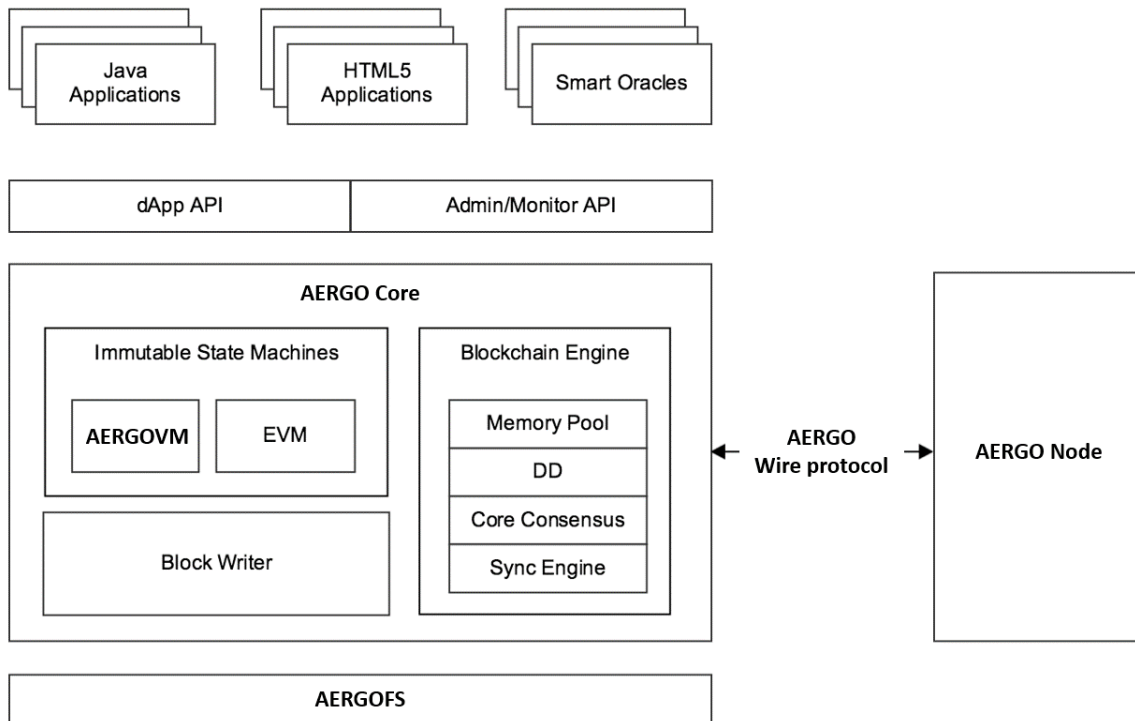 Java
Applications
HTML5
Applications
Smart Oracles
dApp API
Admin/Monitor API
AERGO Core
Immutable State Machines
AERGOVM
EVM
Block Writer
Blockchain Engine
Memory Pool
DD
Core Consensus
Sync Engine
AERGO
Wire protocol
AERGO Node
AERGOFS